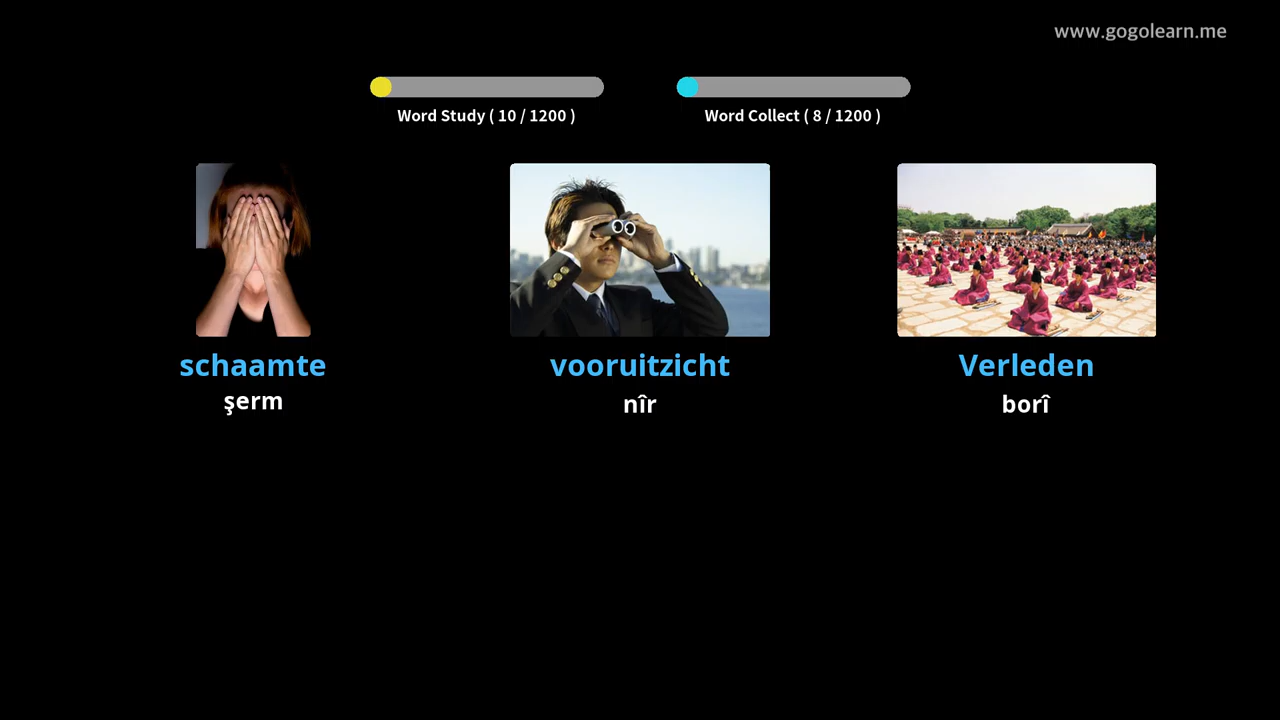 www.gogolearn.me
Word Study ( 10 / 1200 )
Word Collect ( 8 / 1200 )
schaamte
şerm
vooruitzicht
nîr
Verleden
borî